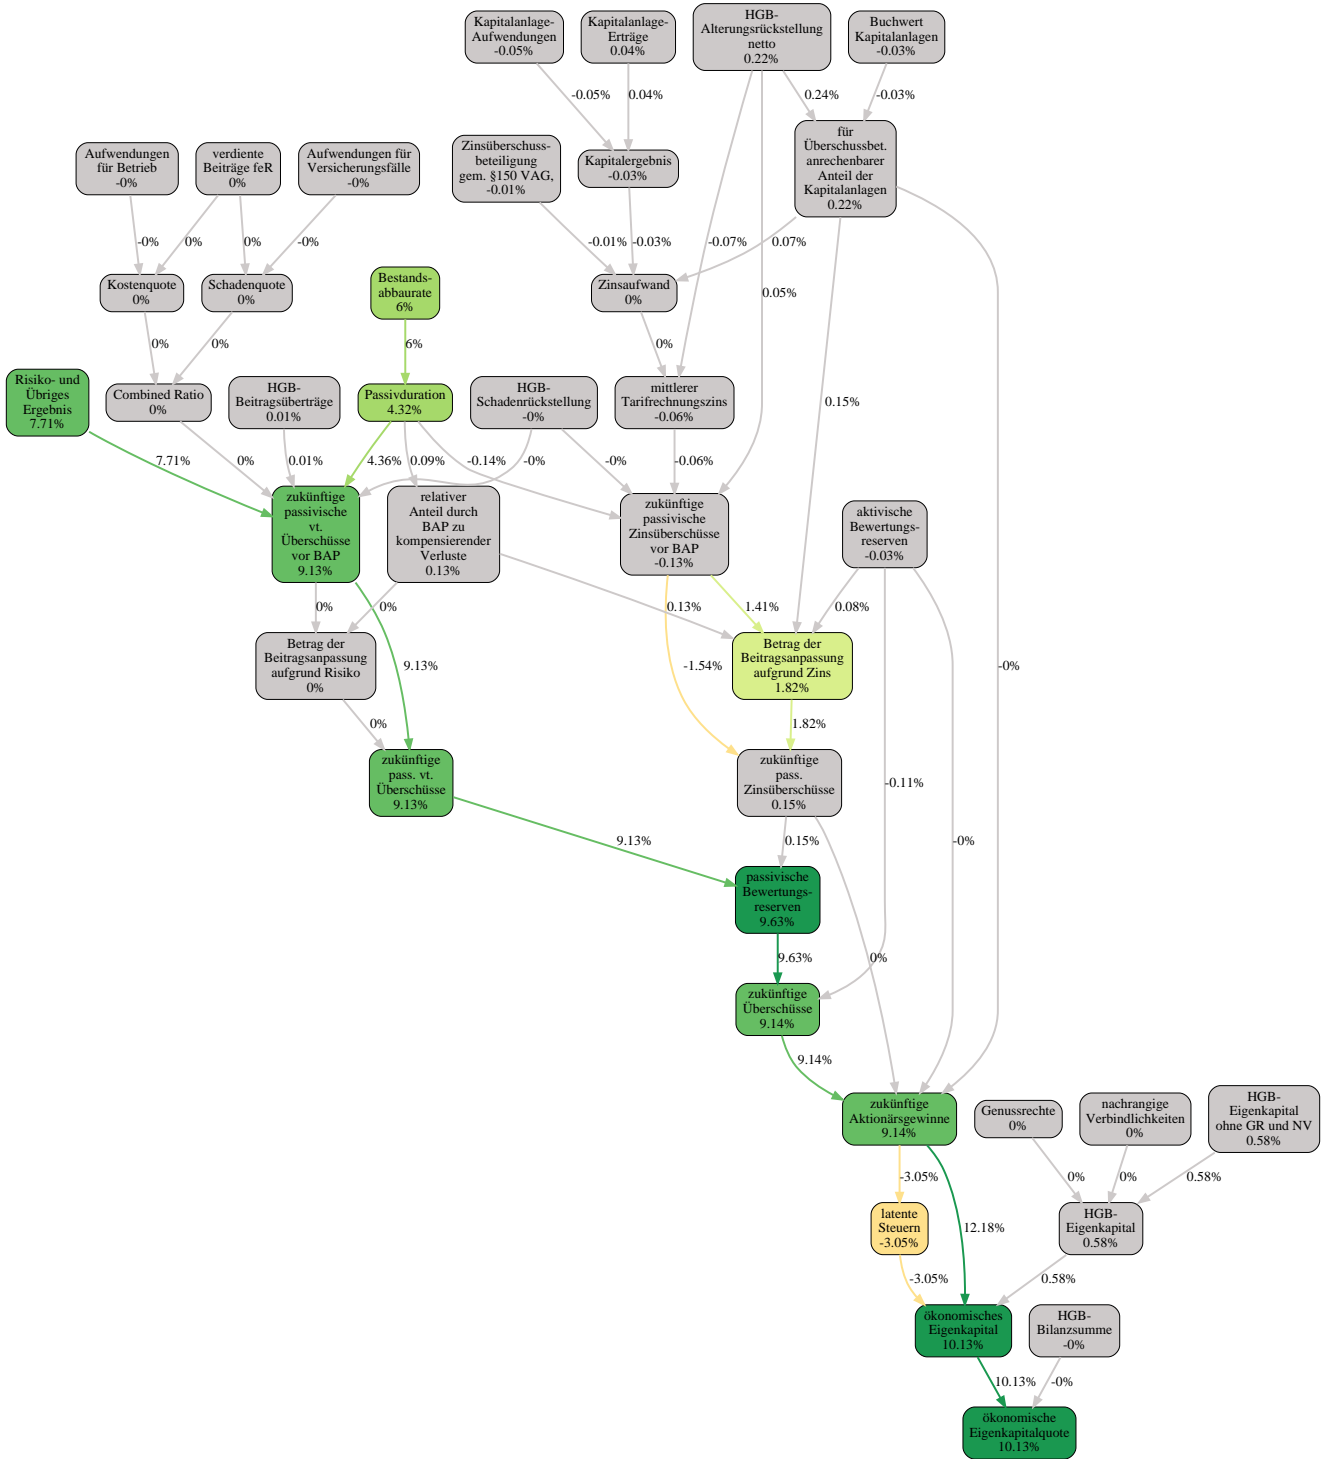 Kapitalanlage-
Aufwendungen
-0.05%
Kapitalanlage-
Erträge
0.04%
HGB-
Alterungsrückstellung
netto
0.22%
Buchwert
Kapitalanlagen
-0.03%
-0.05%
0.04%
0.24%
-0.03%
Aufwendungen
für Betrieb
-0%
verdiente
Beiträge feR
0%
Aufwendungen für
Versicherungsfälle
-0%
Zinsüberschuss-
beteiligung
gem. §150 VAG,
-0.01%
Kapitalergebnis
-0.03%
für
Überschussbet.
anrechenbarer
Anteil der
Kapitalanlagen
0.22%
-0%
0%
0%
-0%
-0.01%
-0.03%
-0.07%
0.07%
Kostenquote
0%
Schadenquote
0%
Bestands-
abbaurate
6%
Zinsaufwand
0%
0.05%
0%
0%
6%
0%
Risiko- und
Übriges
Ergebnis
7.71%
Combined Ratio
0%
HGB-
Beitragsüberträge
0.01%
Passivduration
4.32%
HGB-
Schadenrückstellung
-0%
mittlerer
Tarifrechnungszins
-0.06%
0.15%
7.71%
0%
0.01%
4.36%
0.09%
-0.14%
-0%
-0%
-0.06%
zukünftige
passivische
vt.
Überschüsse
vor BAP
9.13%
relativer
Anteil durch
BAP zu
kompensierender
Verluste
0.13%
zukünftige
passivische
Zinsüberschüsse
vor BAP
-0.13%
aktivische
Bewertungs-
reserven
-0.03%
0%
0%
0.13%
1.41%
0.08%
Betrag der
Beitragsanpassung
aufgrund Risiko
0%
9.13%
-1.54%
Betrag der
Beitragsanpassung
aufgrund Zins
1.82%
-0%
0%
1.82%
zukünftige
pass. vt.
Überschüsse
9.13%
zukünftige
pass.
Zinsüberschüsse
0.15%
-0.11%
9.13%
0.15%
-0%
passivische
Bewertungs-
reserven
9.63%
9.63%
0%
zukünftige
Überschüsse
9.14%
9.14%
zukünftige
Aktionärsgewinne
9.14%
Genussrechte
0%
nachrangige
Verbindlichkeiten
0%
HGB-
Eigenkapital
ohne GR und NV
0.58%
-3.05%
0%
0%
0.58%
latente
Steuern
-3.05%
12.18%
HGB-
Eigenkapital
0.58%
-3.05%
0.58%
ökonomisches
Eigenkapital
10.13%
HGB-
Bilanzsumme
-0%
10.13%
-0%
ökonomische
Eigenkapitalquote
10.13%